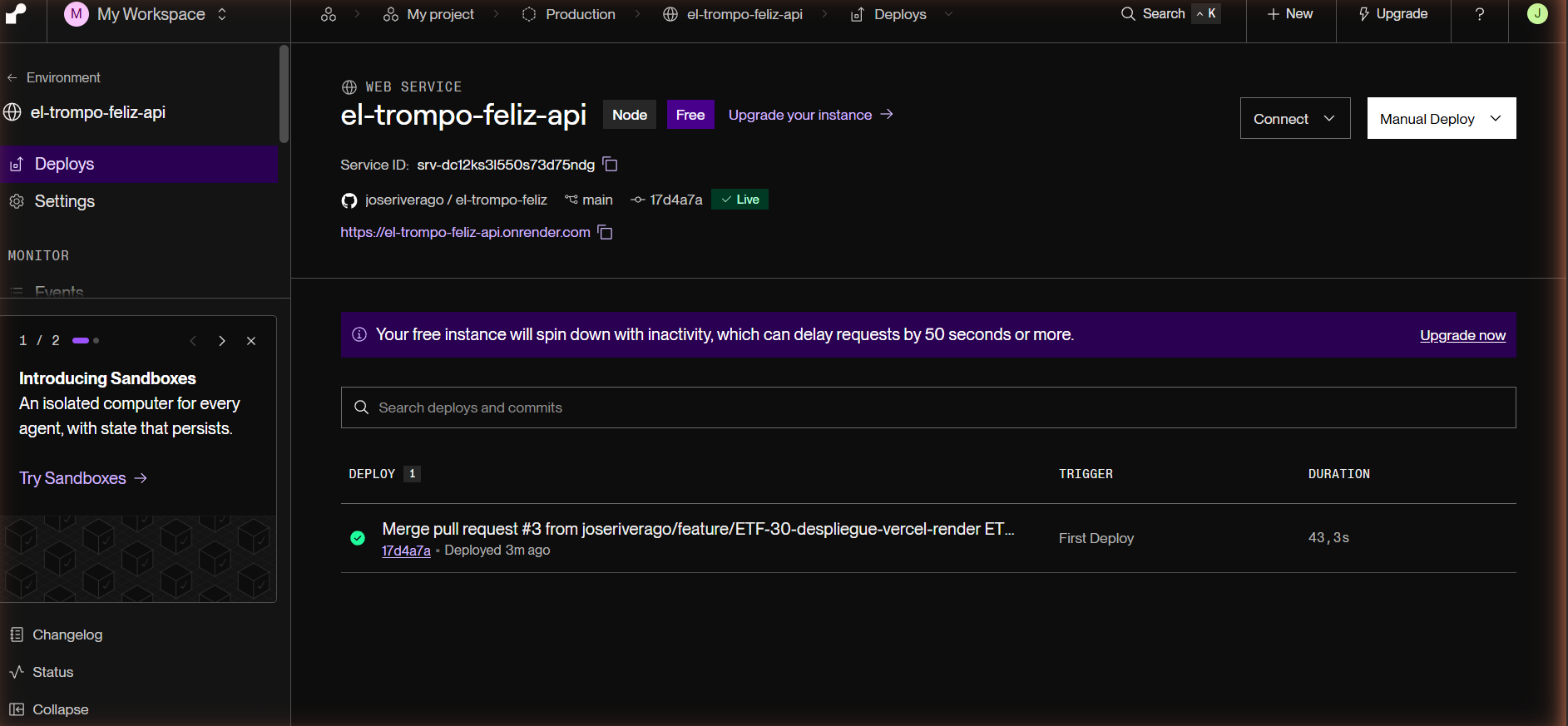 M My Workspace
My project
Production
el-trompo-feliz-api
Deploys
Search ^ K
+ New
Upgrade
?
J
← Environment
el-trompo-feliz-api
Deploys
Settings
MONITOR
Events
1 / 2
Introducing Sandboxes
An isolated computer for every
agent, with state that persists.
Try Sandboxes →
Changelog
Status
Collapse
WEB SERVICE
el-trompo-feliz-api Node Free Upgrade your instance →
Connect
Manual Deploy
Service ID: srv-dc12ks3l550s73d75ndg
joseriverago / el-trompo-feliz main 17d4a7a ✓ Live
https://el-trompo-feliz-api.onrender.com
Your free instance will spin down with inactivity, which can delay requests by 50 seconds or more.
Upgrade now
Search deploys and commits
DEPLOY 1 TRIGGER DURATION
Merge pull request #3 from joseriverago/feature/ETF-30-despliegue-vercel-render ET...
17d4a7a • Deployed 3m ago
First Deploy
43,3s